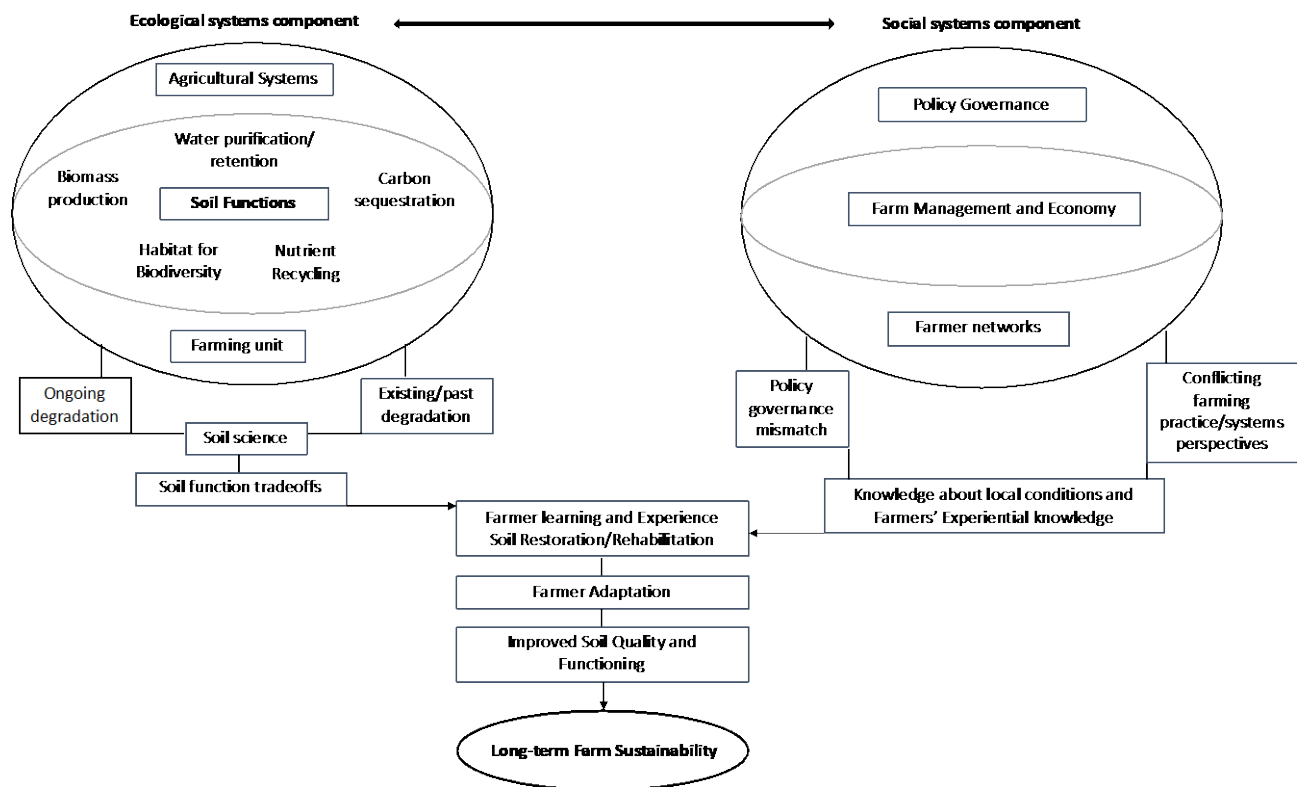 Ecological systems component
Social systems component
Agricultural Systems
Water purification/
retention
Biomass
production
Carbon
sequestration
Soil Functions
Habitat for
Biodiversity
Nutrient
Recycling
Farming unit
Policy Governance
Farm Management and Economy
Farmer networks
Ongoing
degradation
Existing/past
degradation
Soil science
Soil function tradeoffs
Policy
governance
mismatch
Conflicting
farming
practice/systems
perspectives
Knowledge about local conditions and
Farmers’ Experiential knowledge
Farmer learning and Experience
Soil Restoration/Rehabilitation
Farmer Adaptation
Improved Soil Quality and
Functioning
Long-term Farm Sustainability